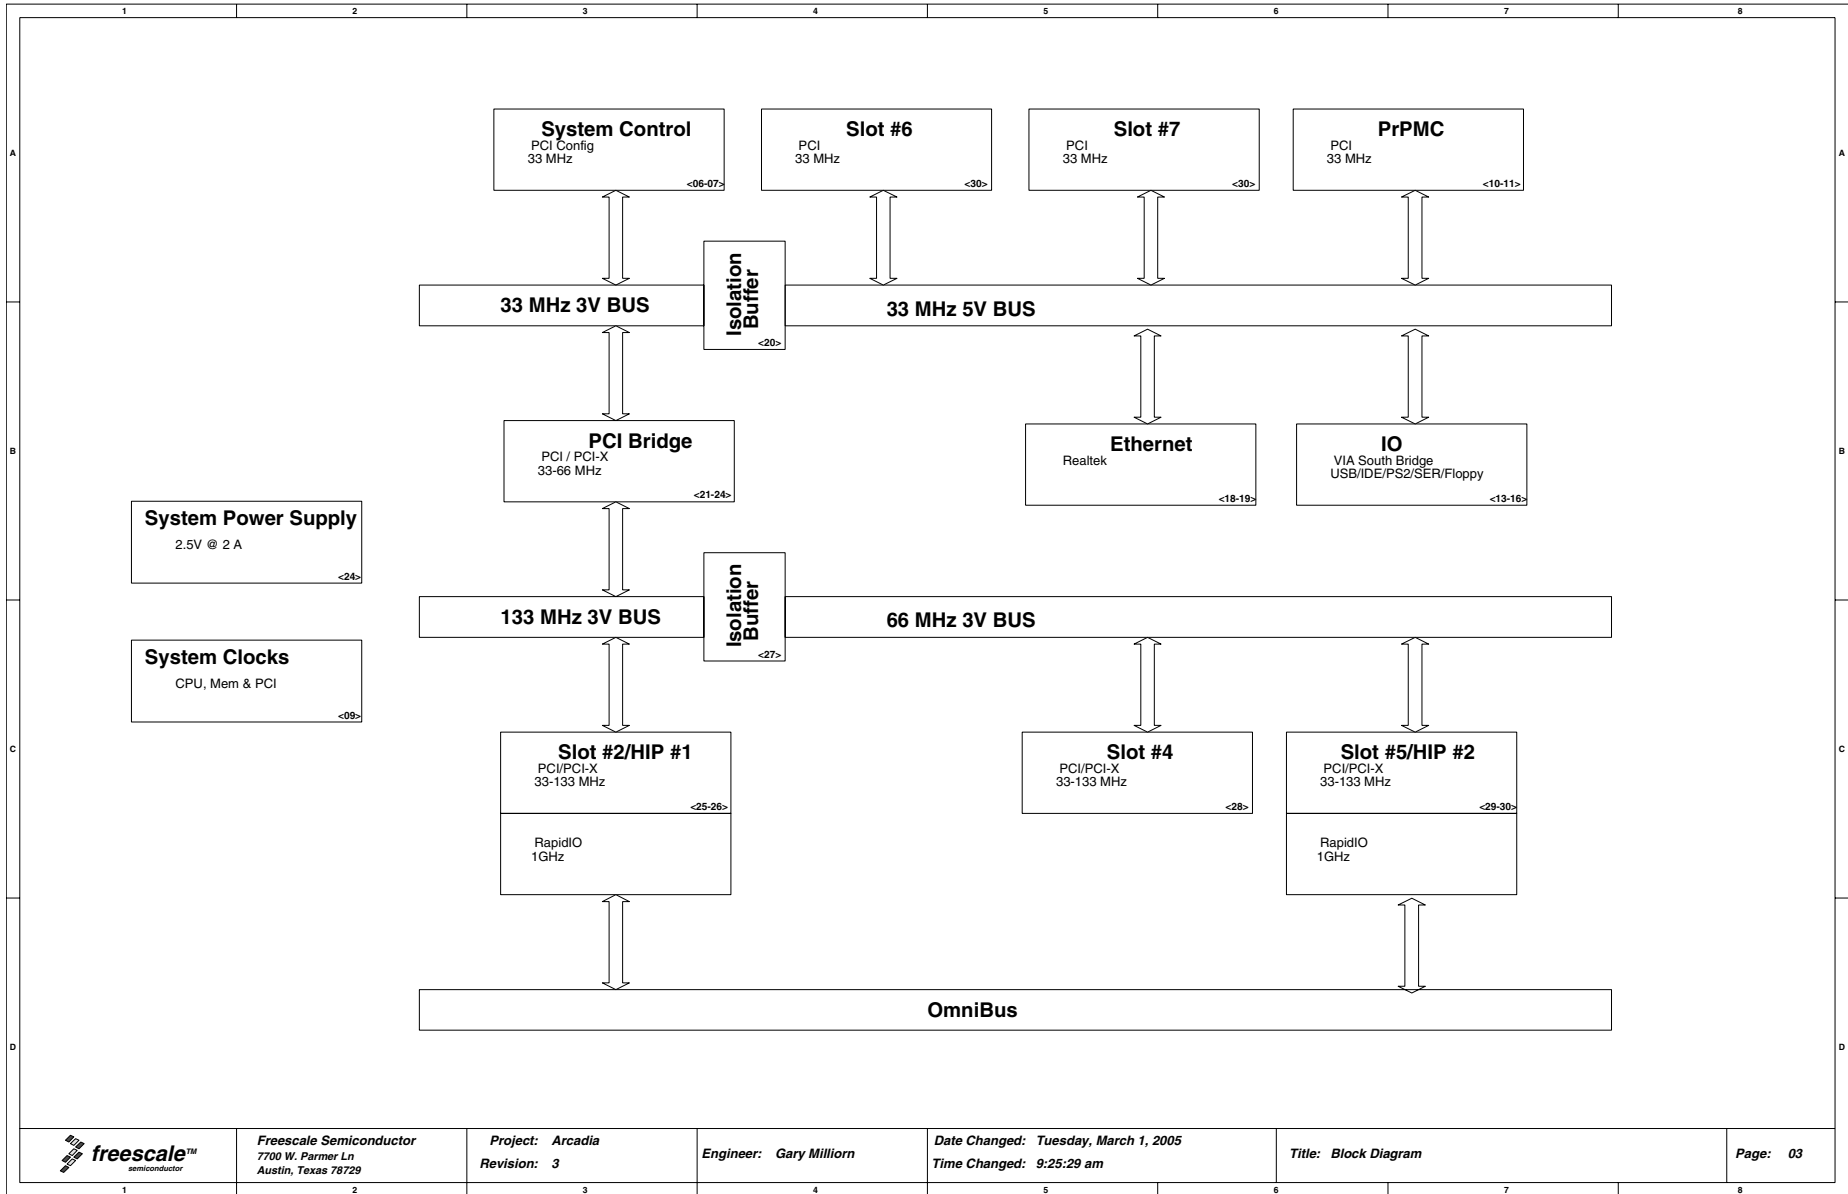 1 2 3 4 5 6 7 8
A A
System Control
PCI Config
33 MHz
<06-07>
Slot #6
PCI
33 MHz
<30>
Slot #7
PCI
33 MHz
<30>
PrPMC
PCI
33 MHz
<10-11>
33 MHz 3V BUS
Isolation
Buffer
<20>
33 MHz 5V BUS
B B
PCI Bridge
PCI / PCI-X
33-66 MHz
<21-24>
Ethernet
Realtek
<18-19>
IO
VIA South Bridge
USB/IDE/PS2/SER/Floppy
<13-16>
System Power Supply
2.5V @ 2 A
<24>
133 MHz 3V BUS
Isolation
Buffer
<27>
66 MHz 3V BUS
System Clocks
CPU, Mem & PCI
<09>
C C
Slot #2/HIP #1
PCI/PCI-X
33-133 MHz
<25-26>
RapidIO
1GHz
Slot #4
PCI/PCI-X
33-133 MHz
<28>
Slot #5/HIP #2
PCI/PCI-X
33-133 MHz
<29-30>
RapidIO
1GHz
OmniBus
D D
freescale™
semiconductor
Freescale Semiconductor
7700 W. Parmer Ln
Austin, Texas 78729
Project: Arcadia
Revision: 3
Engineer: Gary Milliorn
Date Changed: Tuesday, March 1, 2005
Time Changed: 9:25:29 am
Title: Block Diagram
Page: 03
1 2 3 4 5 6 7 8